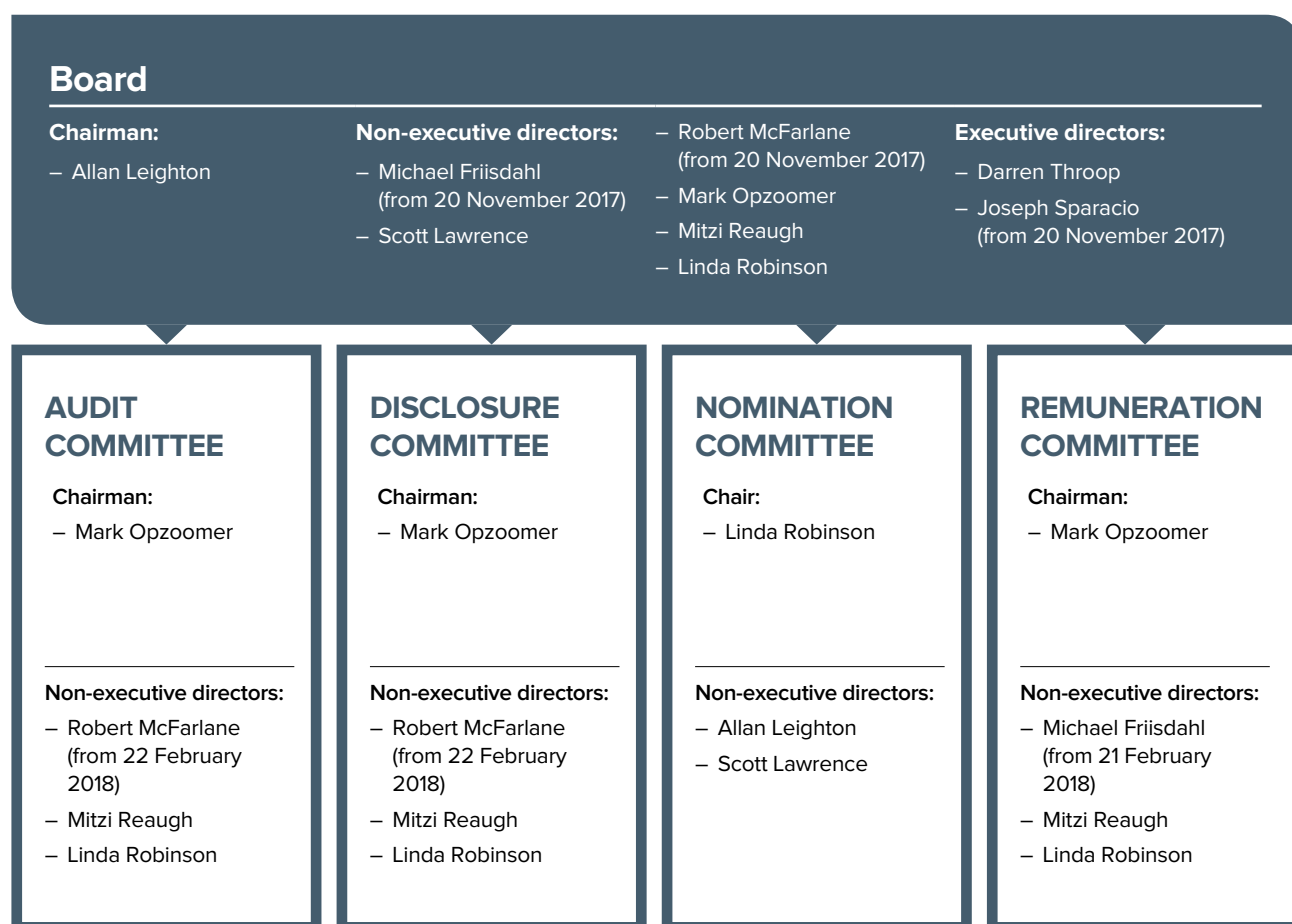 Board
Chairman:
– Allan Leighton
Non-executive directors:
– Michael Friisdahl
(from 20 November 2017)
– Scott Lawrence
– Robert McFarlane
(from 20 November 2017)
– Mark Opzoomer
– Mitzi Reaugh
– Linda Robinson
Executive directors:
– Darren Throop
– Joseph Sparacio
(from 20 November 2017)
AUDIT
COMMITTEE
Chairman:
– Mark Opzoomer
Non-executive directors:
– Robert McFarlane
(from 22 February
2018)
– Mitzi Reaugh
– Linda Robinson
DISCLOSURE
COMMITTEE
Chairman:
– Mark Opzoomer
Non-executive directors:
– Robert McFarlane
(from 22 February
2018)
– Mitzi Reaugh
– Linda Robinson
NOMINATION
COMMITTEE
Chair:
– Linda Robinson
Non-executive directors:
– Allan Leighton
– Scott Lawrence
REMUNERATION
COMMITTEE
Chairman:
– Mark Opzoomer
Non-executive directors:
– Michael Friisdahl
(from 21 February
2018)
– Mitzi Reaugh
– Linda Robinson